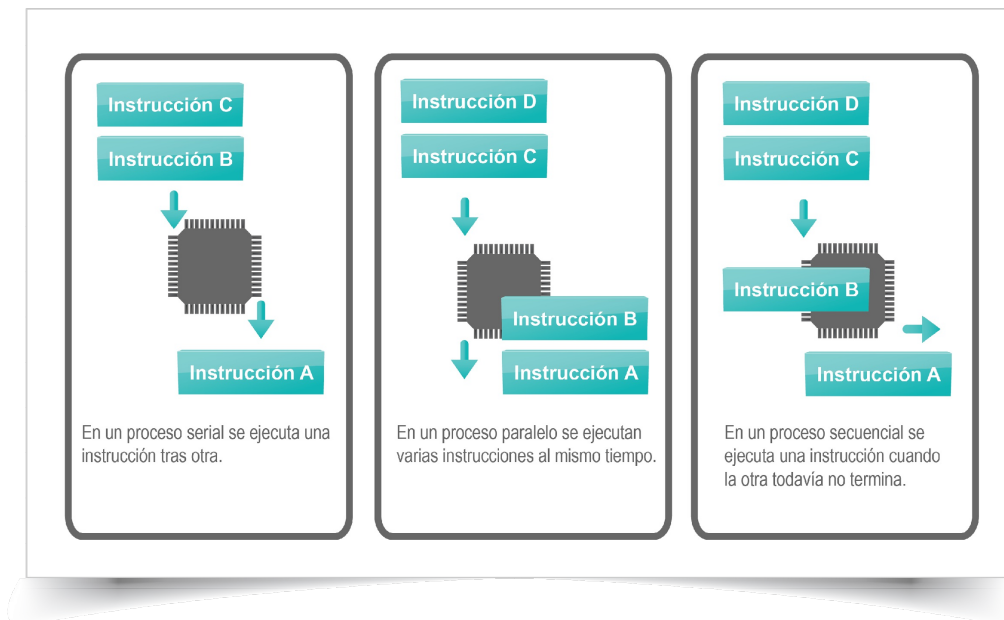 Instrucción C
Instrucción B
Instrucción A
En un proceso serial se ejecuta una
instrucción tras otra.
Instrucción D
Instrucción C
Instrucción B
Instrucción A
En un proceso paralelo se ejecutan
varias instrucciones al mismo tiempo.
Instrucción D
Instrucción C
Instrucción B
Instrucción A
En un proceso secuencial se
ejecuta una instrucción cuando
la otra todavía no termina.